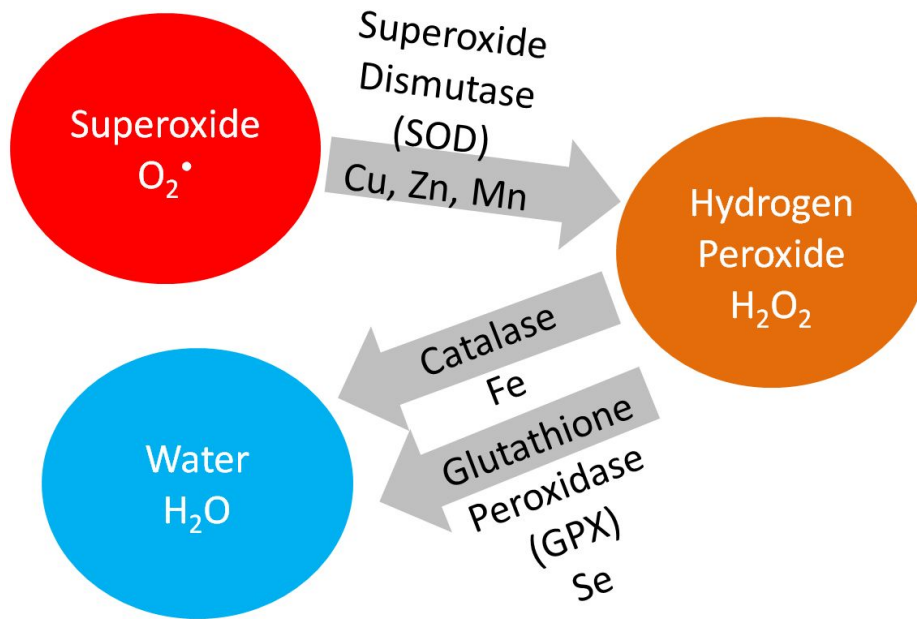 Superoxide
O₂•
Superoxide
Dismutase
(SOD)
Cu, Zn, Mn
Hydrogen
Peroxide
H₂O₂
Catalase
Fe
Glutathione
Peroxidase
(GPX)
Se
Water
H₂O